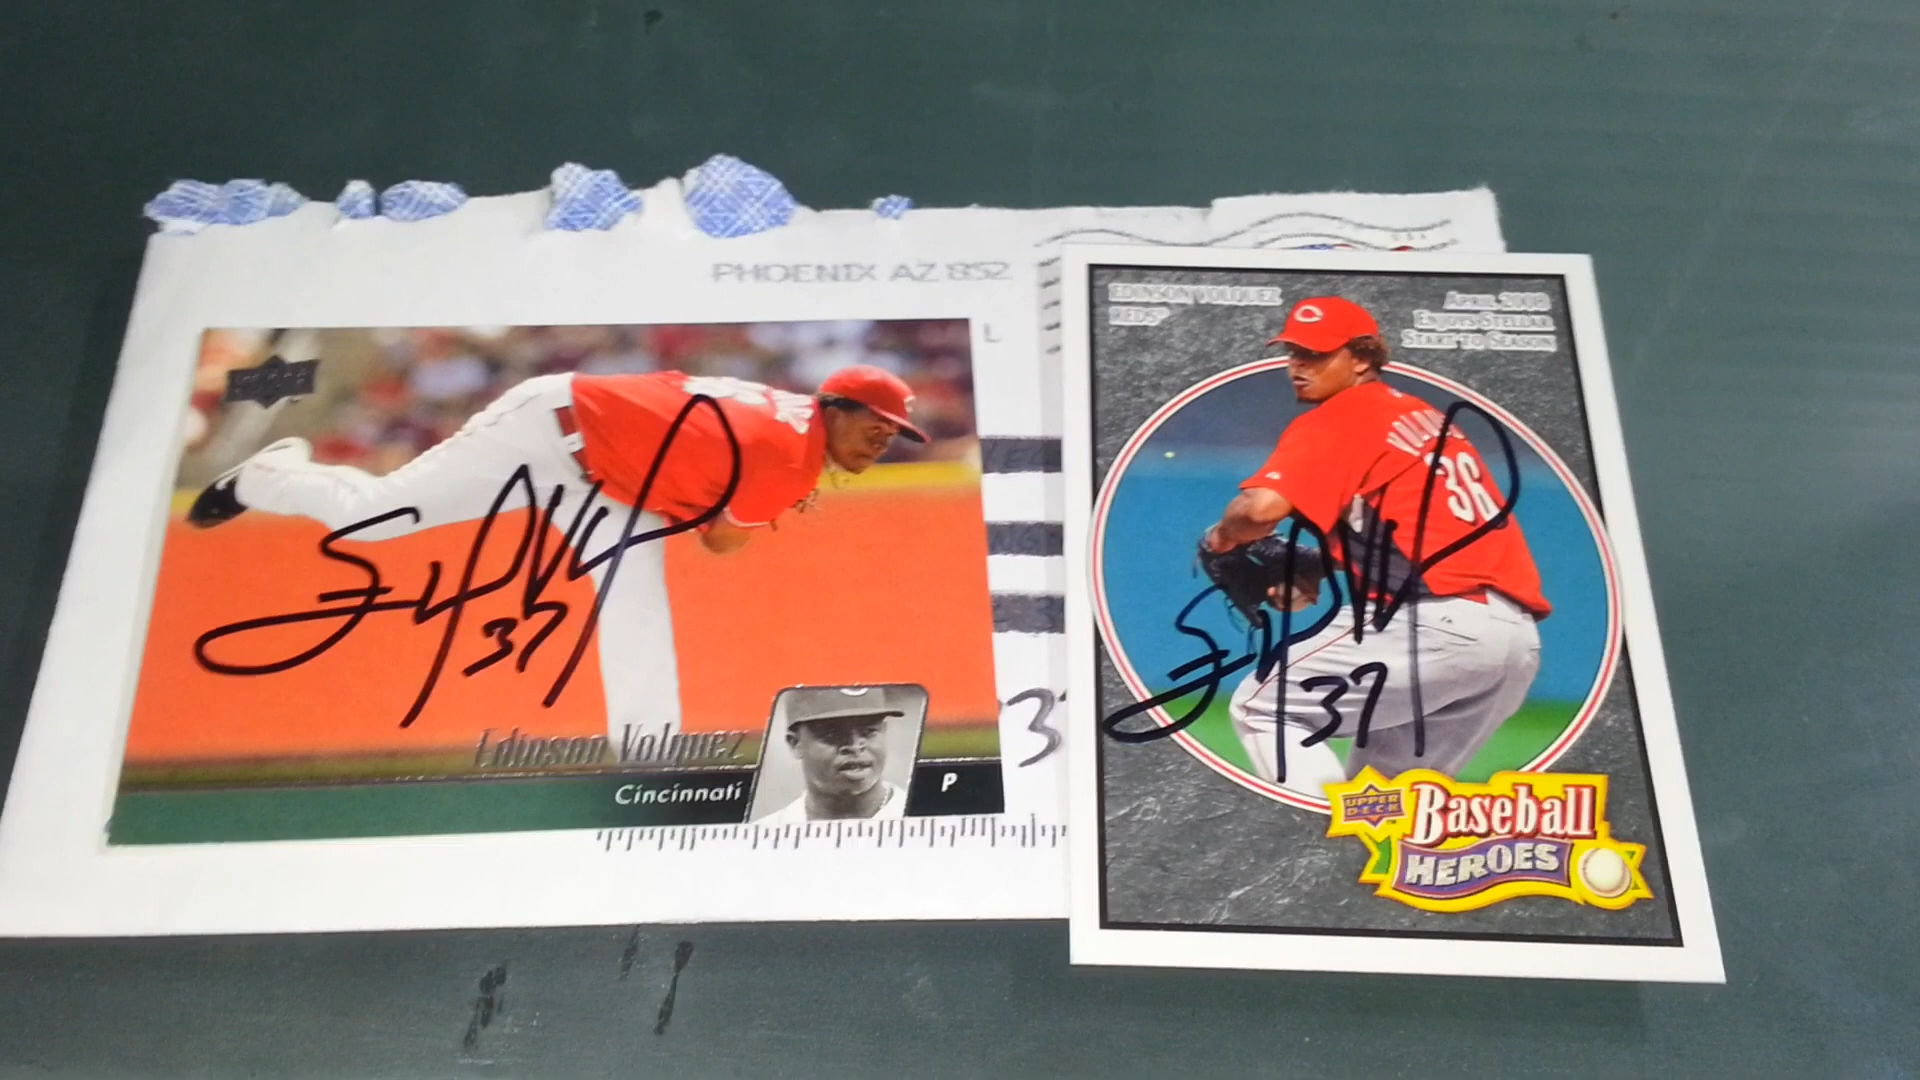 PHOENIX AZ 852
L
EDINSON VOLQUEZ
REDS
APRIL 2008
ENJOYS STELLAR
START TO SEASON
VOLQUEZ
36
37
37
Edinson Volquez
Cincinnati
P
UPPER
DECK
Baseball
HEROES